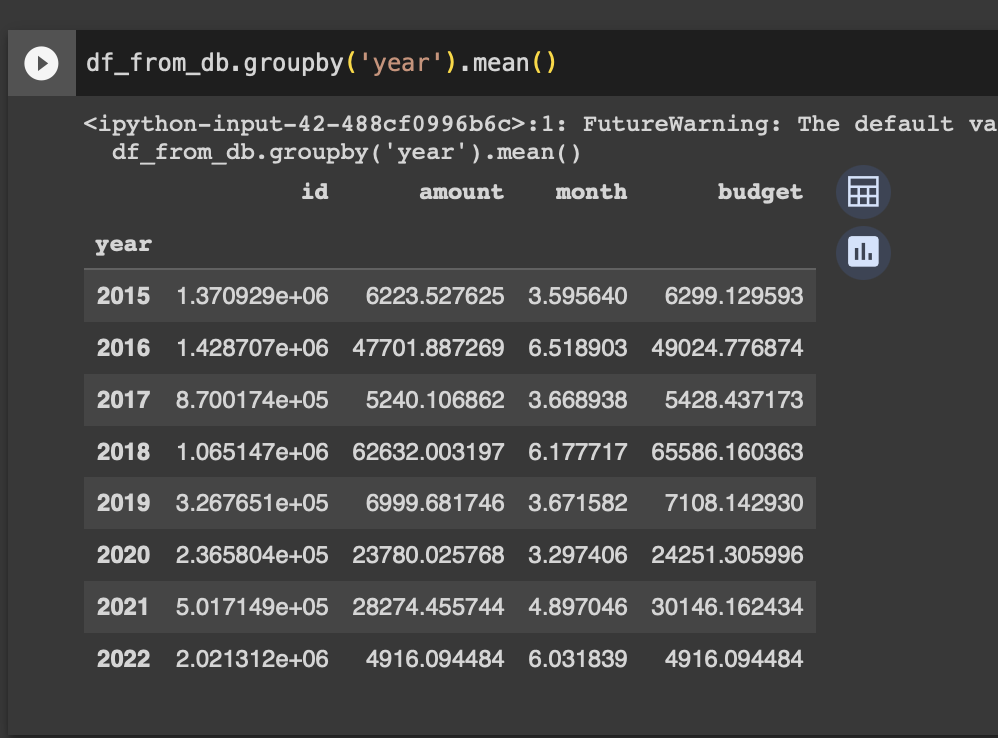 df_from_db.groupby('year').mean()
<ipython-input-42-488cf0996b6c>:1: FutureWarning: The default va
df_from_db.groupby('year').mean()
id amount month budget
year
2015 1.370929e+06 6223.527625 3.595640 6299.129593
2016 1.428707e+06 47701.887269 6.518903 49024.776874
2017 8.700174e+05 5240.106862 3.668938 5428.437173
2018 1.065147e+06 62632.003197 6.177717 65586.160363
2019 3.267651e+05 6999.681746 3.671582 7108.142930
2020 2.365804e+05 23780.025768 3.297406 24251.305996
2021 5.017149e+05 28274.455744 4.897046 30146.162434
2022 2.021312e+06 4916.094484 6.031839 4916.094484